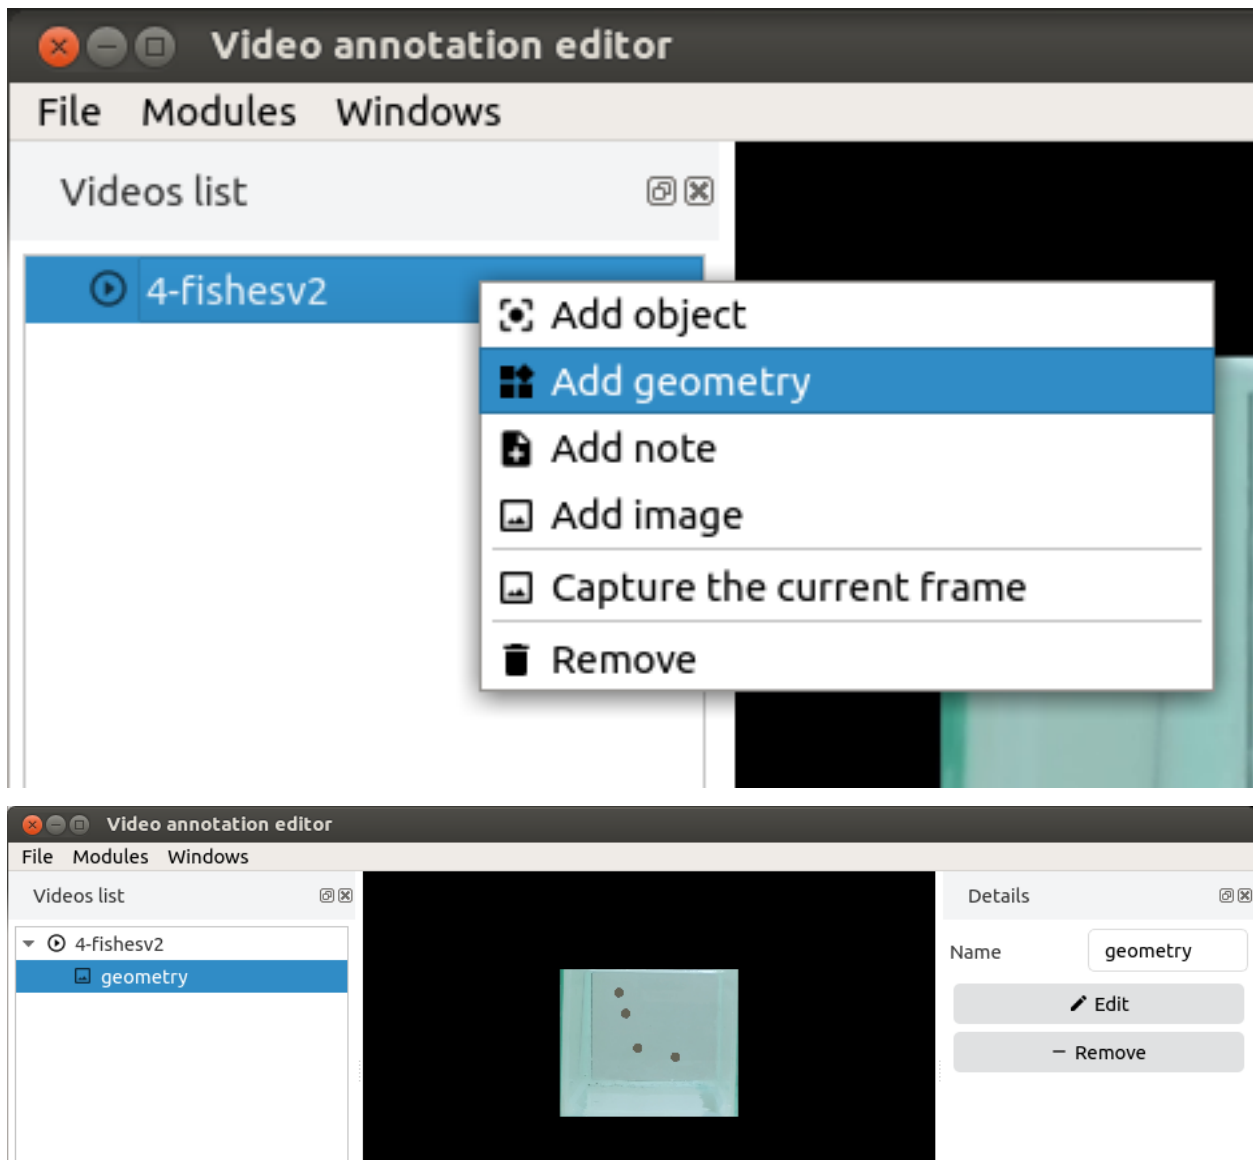 Video annotation editor
File Modules Windows
Videos list
4-fishesv2
Add object
Add geometry
Add note
Add image
Capture the current frame
Remove
Video annotation editor
File Modules Windows
Videos list
Details
4-fishesv2
geometry
Name geometry
Edit
Remove